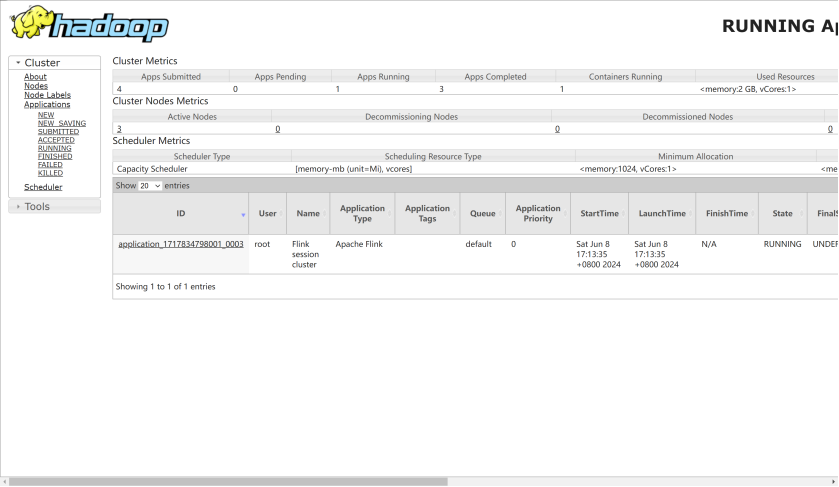 hadoop
RUNNING Ap
Cluster
About
Nodes
Node Labels
Applications
NEW
NEW_SAVING
SUBMITTED
ACCEPTED
RUNNING
FINISHED
FAILED
KILLED
Scheduler
Tools
Cluster Metrics
Apps Submitted Apps Pending Apps Running Apps Completed Containers Running Used Resources
4 0 1 3 1 <memory:2 GB, vCores:1>
Cluster Nodes Metrics
Active Nodes Decommissioning Nodes Decommissioned Nodes
3 0 0 0
Scheduler Metrics
Scheduler Type Scheduling Resource Type Minimum Allocation
Capacity Scheduler [memory-mb (unit=Mi), vcores] <memory:1024, vCores:1> <me
Show 20 entries
ID User Name Application Type Application Tags Queue Application Priority StartTime LaunchTime FinishTime State FinalS
application_1717834798001_0003 root Flink session cluster Apache Flink default 0 Sat Jun 8 17:13:35 +0800 2024 Sat Jun 8 17:13:35 +0800 2024 N/A RUNNING UNDEF
Showing 1 to 1 of 1 entries